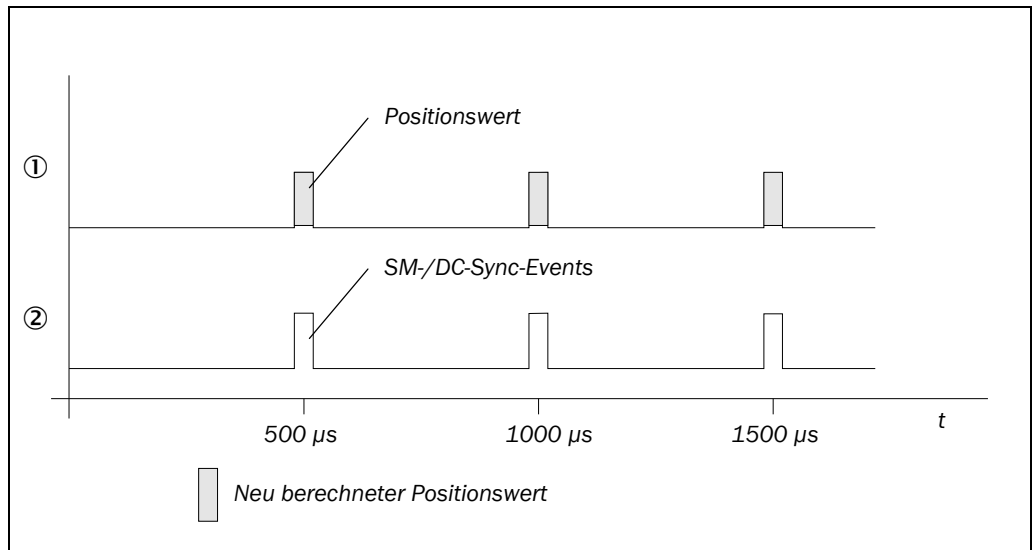 Positionswert
①
SM-/DC-Sync-Events
②
500 µs
1000 µs
1500 µs
t
Neu berechneter Positionswert